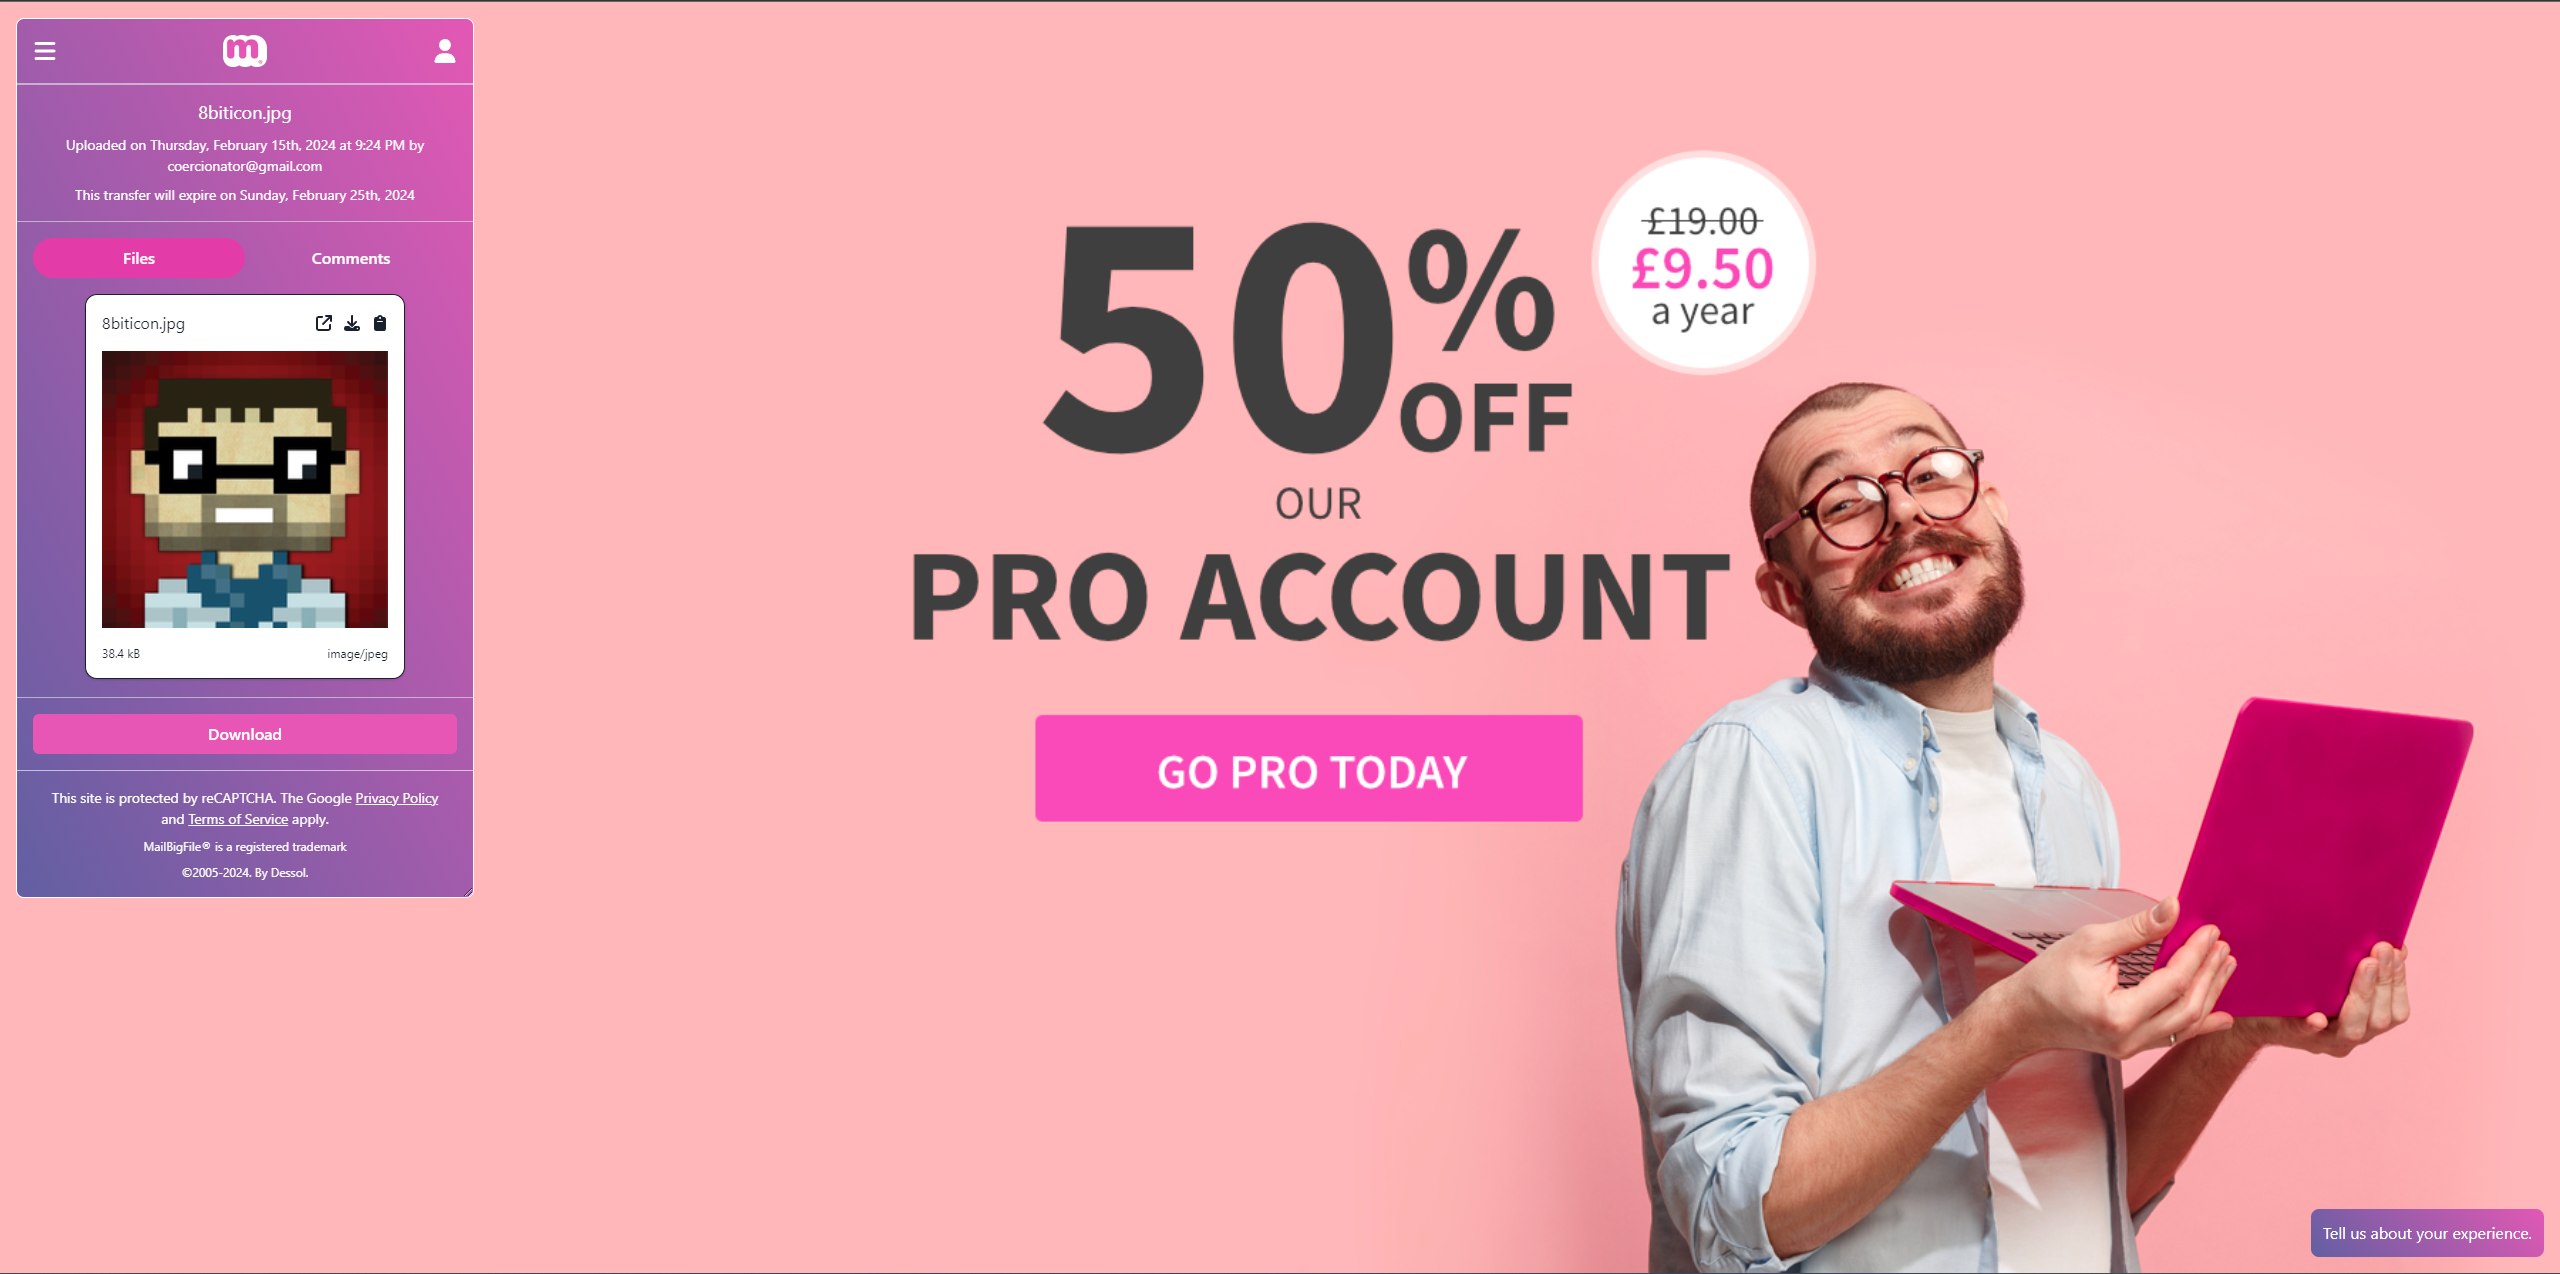 m.
8biticon.jpg
Uploaded on Thursday, February 15th, 2024 at 9:24 PM by
coercionator@gmail.com
This transfer will expire on Sunday, February 25th, 2024
Files
Comments
8biticon.jpg
38.4 kB
image/jpeg
Download
This site is protected by reCAPTCHA. The Google Privacy Policy
and Terms of Service apply.
MailBigFile® is a registered trademark
©2005-2024. By Dessol.
50%
OFF
OUR
PRO ACCOUNT
GO PRO TODAY
£19.00
£9.50
a year
Tell us about your experience.